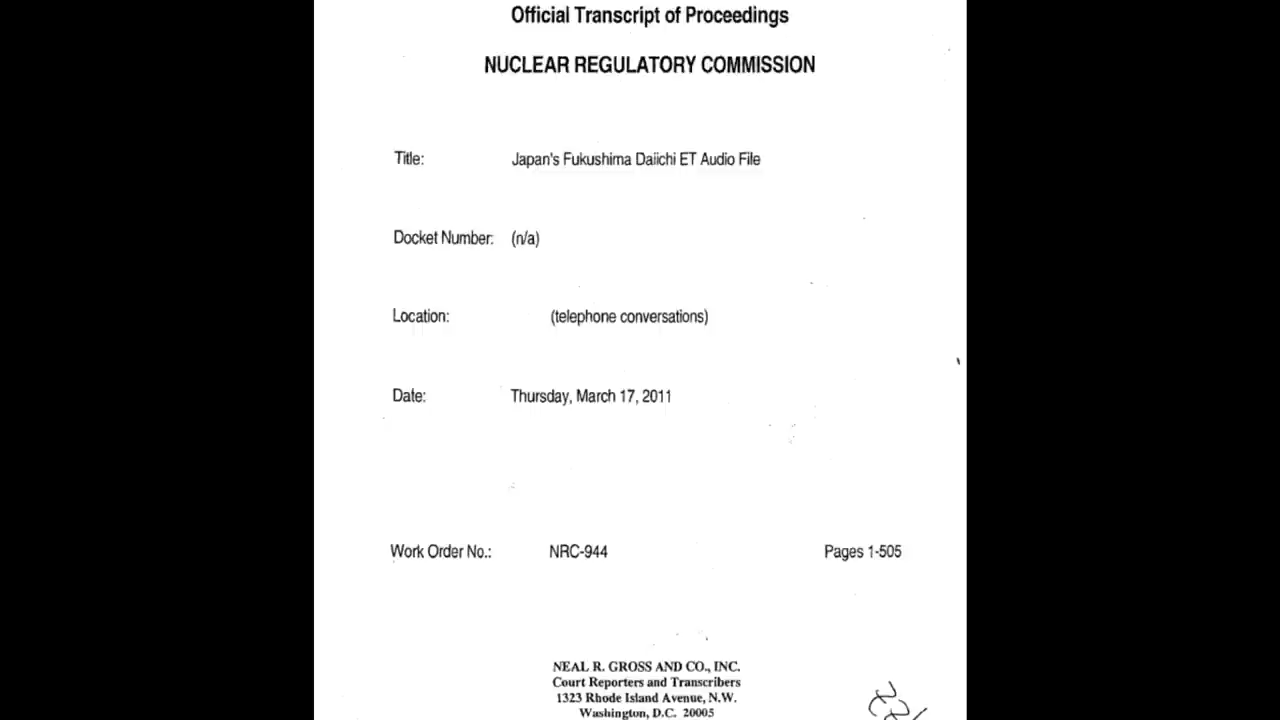 Official Transcript of Proceedings
NUCLEAR REGULATORY COMMISSION
Title: Japan's Fukushima Daiichi ET Audio File
Docket Number: (n/a)
Location: (telephone conversations)
Date: Thursday, March 17, 2011
Work Order No.: NRC-944 Pages 1-505
NEAL R. GROSS AND CO., INC.
Court Reporters and Transcribers
1323 Rhode Island Avenue, N.W.
Washington, D.C. 20005